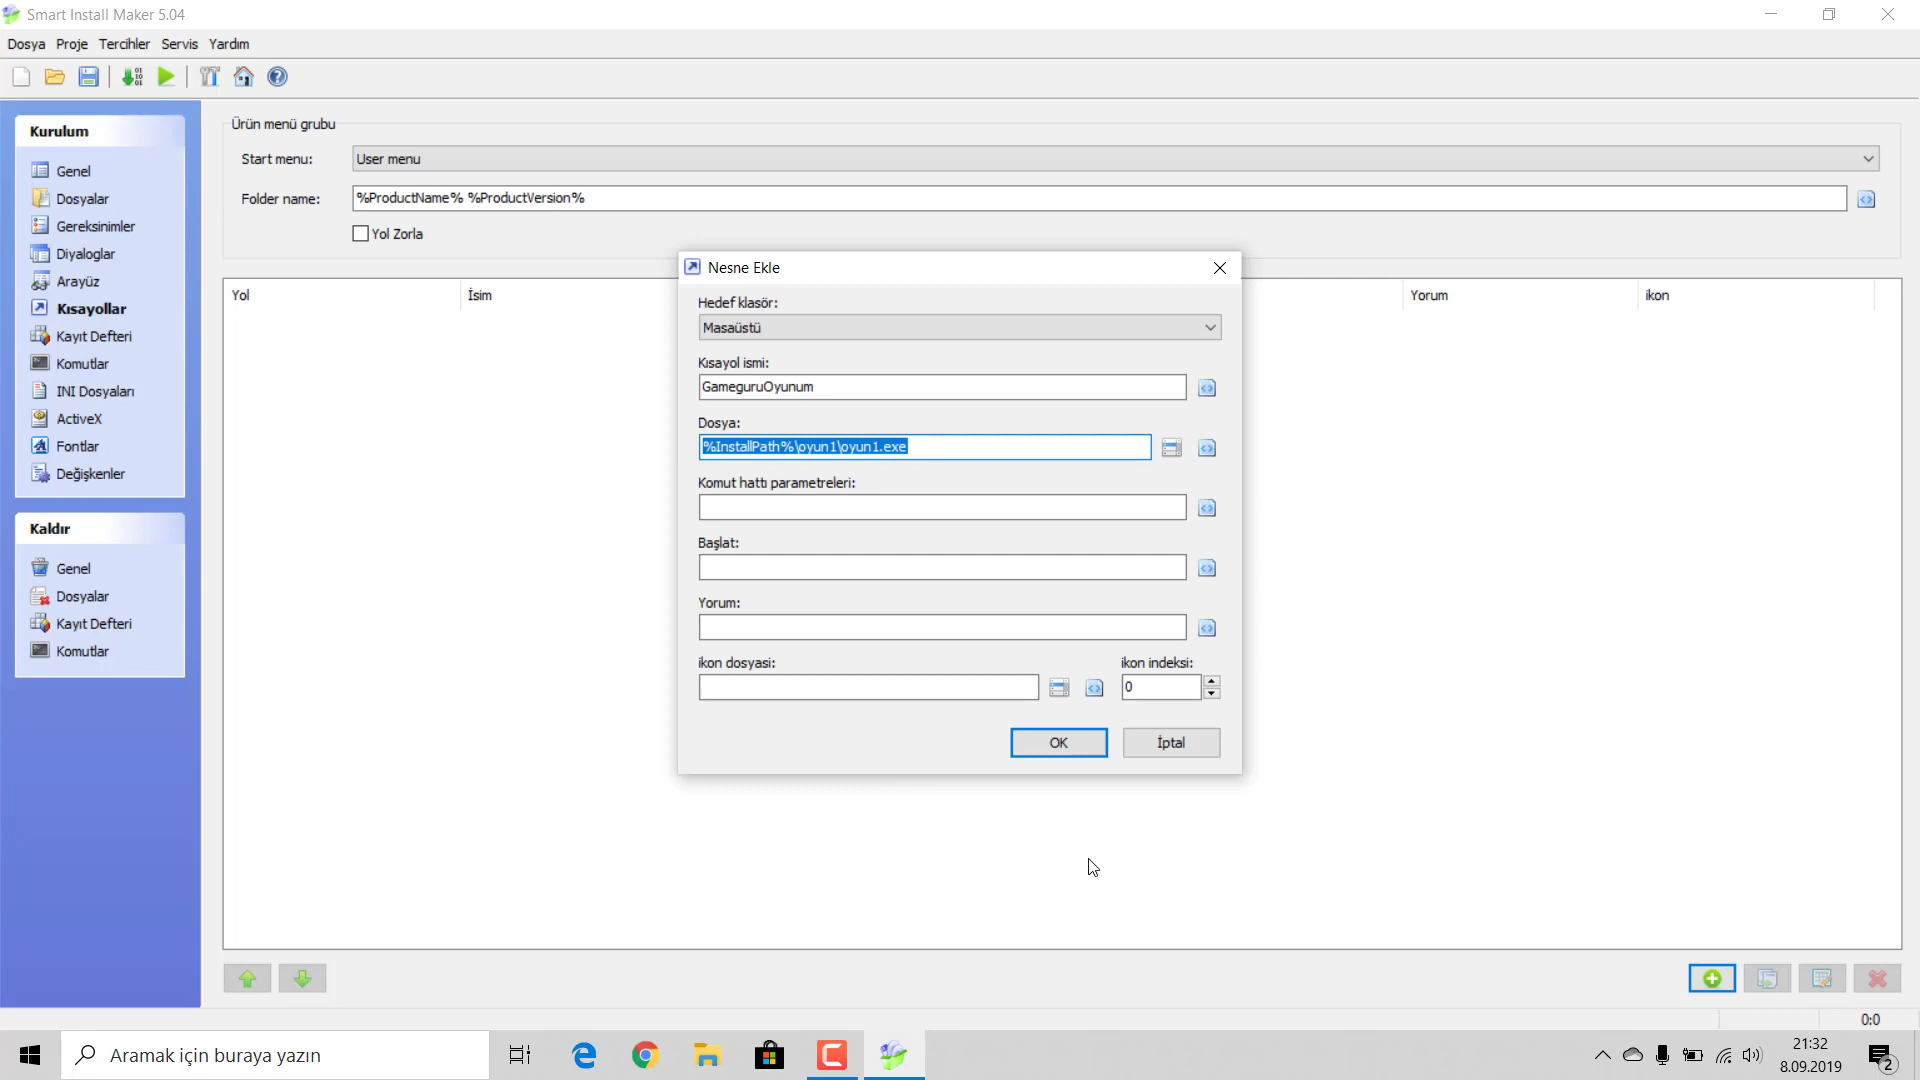 Smart Install Maker 5.04
Dosya Proje Tercihler Servis Yardım
Kurulum
Genel
Dosyalar
Gereksinimler
Diyaloglar
Arayüz
Kısayollar
Kayıt Defteri
Komutlar
INI Dosyaları
ActiveX
Fontlar
Değişkenler
Kaldır
Genel
Dosyalar
Kayıt Defteri
Komutlar
Ürün menü grubu
Start menu: User menu
Folder name: %ProductName% %ProductVersion%
Yol Zorla
Yol İsim Yorum ikon
Nesne Ekle
Hedef klasör:
Masaüstü
Kısayol ismi:
GameguruOyunum
Dosya:
%InstallPath%\oyun1\oyun1.exe
Komut hattı parametreleri:
Başlat:
Yorum:
ikon dosyasi: ikon indeksi:
0
OK İptal
0:0
Aramak için buraya yazın
21:32
8.09.2019
2